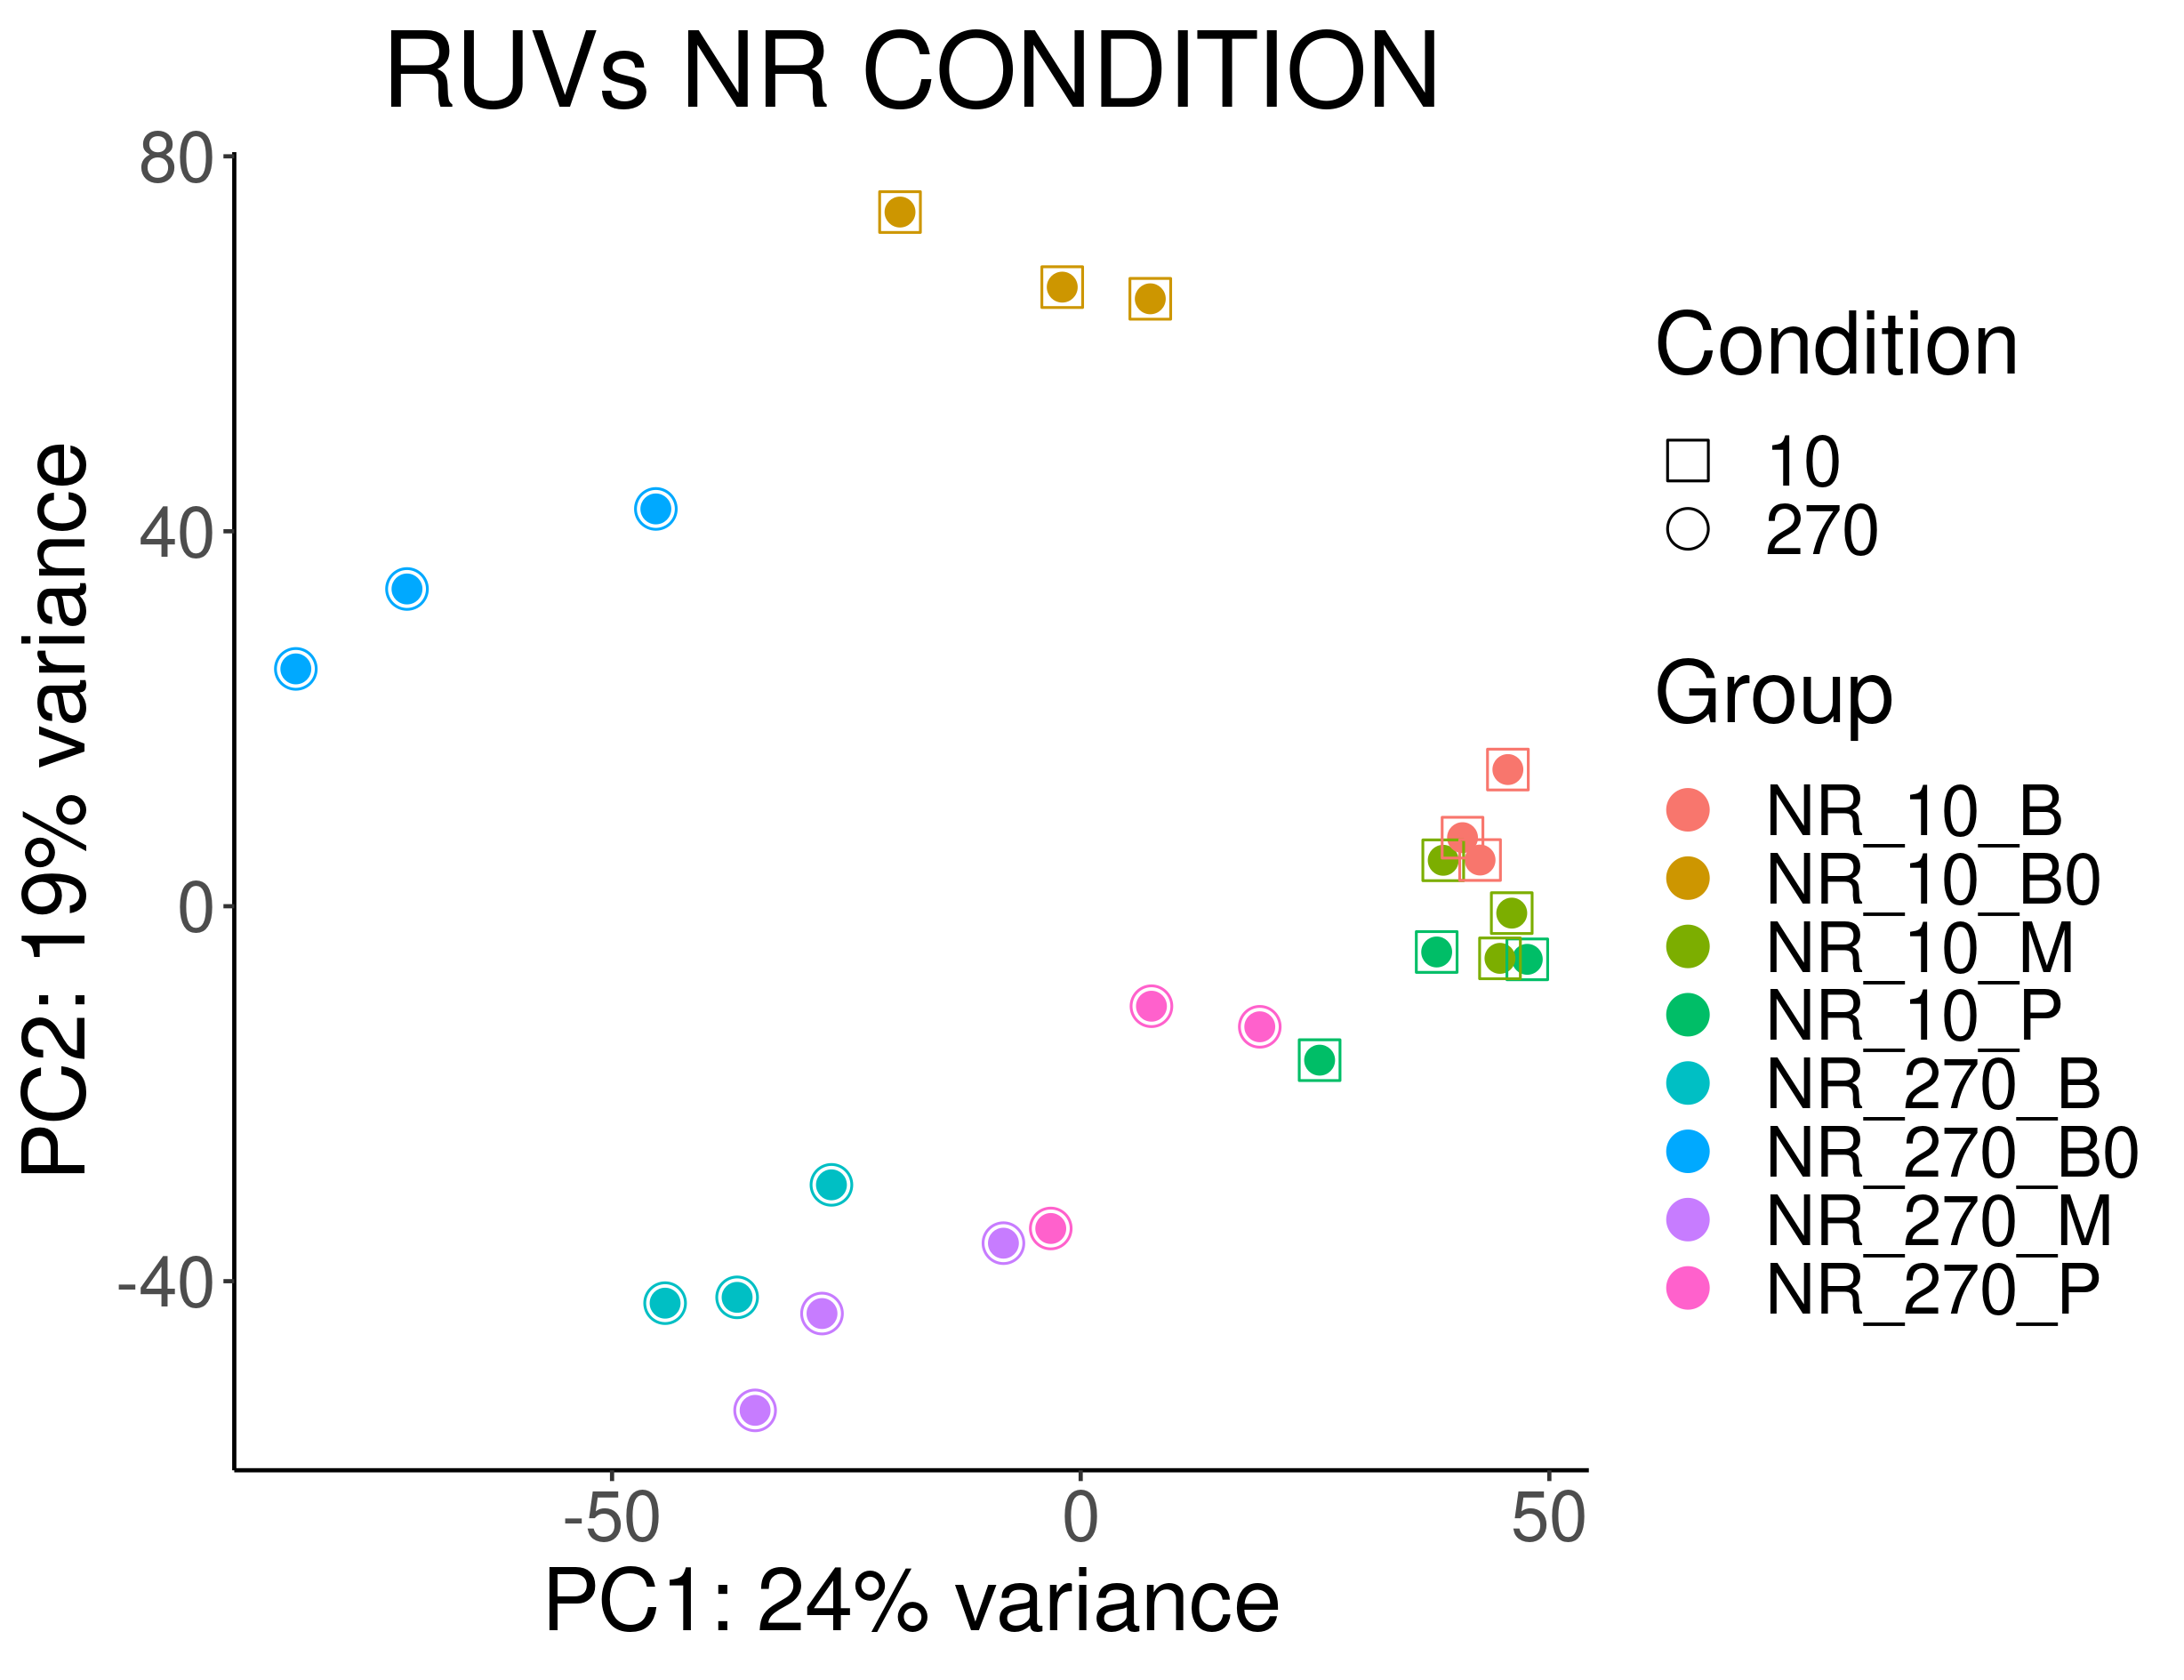 RUVs NR CONDITION
80
40
0
-40
PC2: 19% variance
-50
0
50
PC1: 24% variance
Condition
10
270
Group
NR_10_B
NR_10_B0
NR_10_M
NR_10_P
NR_270_B
NR_270_B0
NR_270_M
NR_270_P